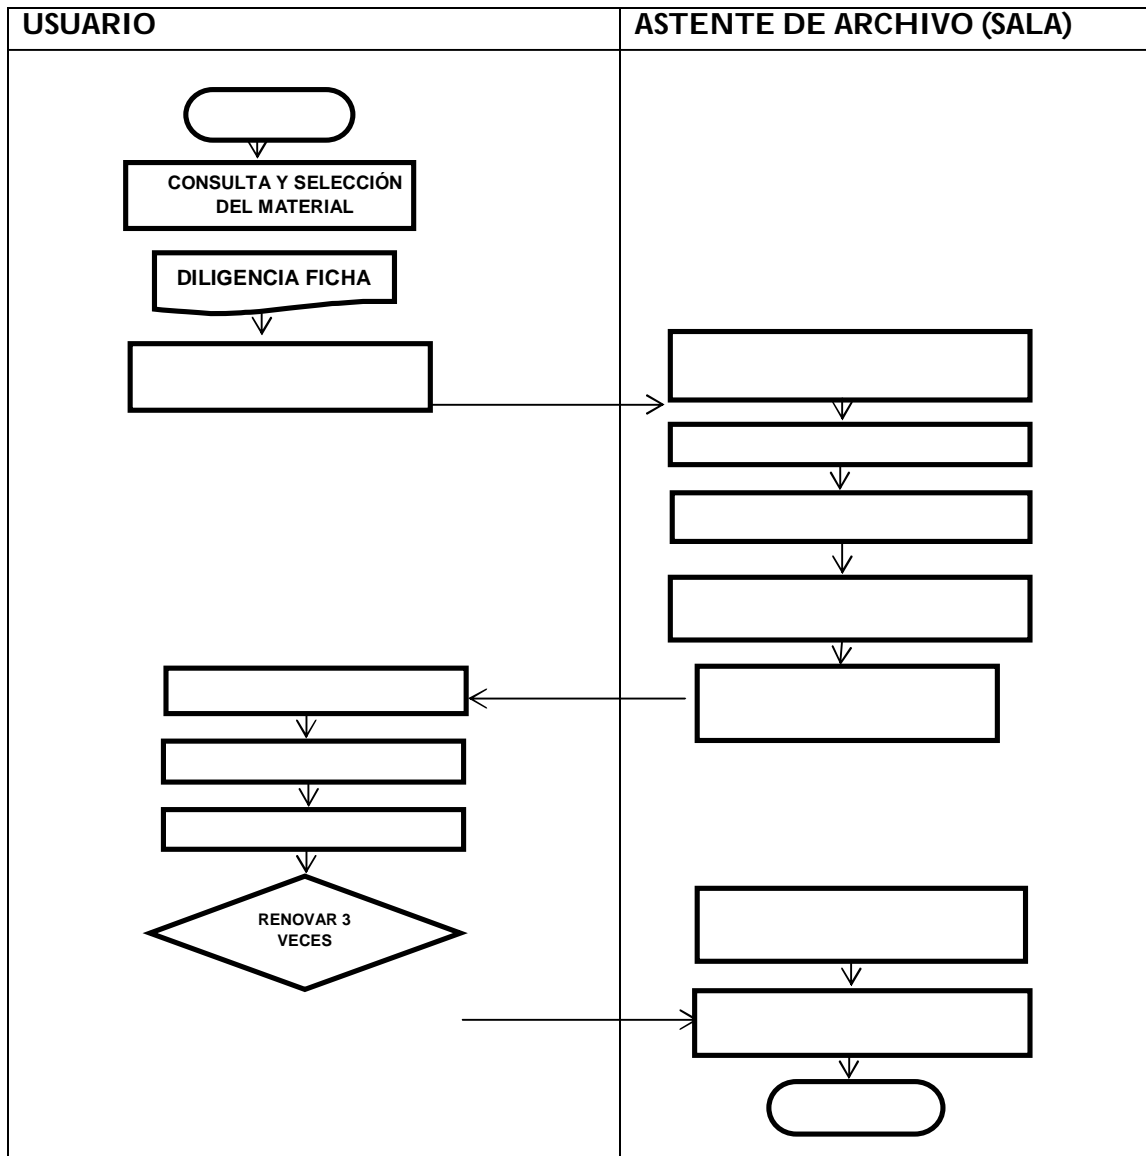 USUARIO
ASTENTE DE ARCHIVO (SALA)
CONSULTA Y SELECCIÓN
DEL MATERIAL
DILIGENCIA FICHA
RENOVAR 3
VECES